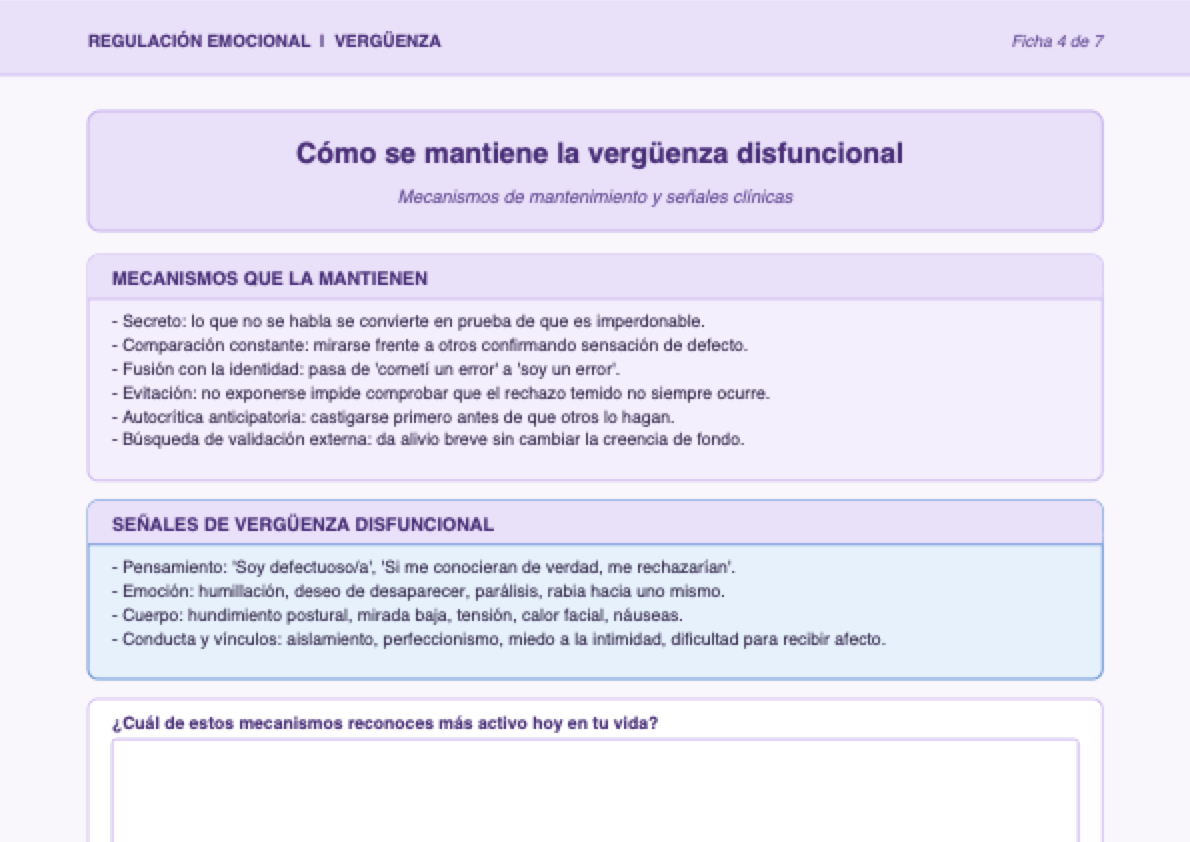 REGULACIÓN EMOCIONAL | VERGÜENZA
Ficha 4 de 7
Cómo se mantiene la vergüenza disfuncional
Mecanismos de mantenimiento y señales clínicas
MECANISMOS QUE LA MANTIENEN
- Secreto: lo que no se habla se convierte en prueba de que es imperdonable.
- Comparación constante: mirarse frente a otros confirmando sensación de defecto.
- Fusión con la identidad: pasa de 'cometí un error' a 'soy un error'.
- Evitación: no exponerse impide comprobar que el rechazo temido no siempre ocurre.
- Autocrítica anticipatoria: castigarse primero antes de que otros lo hagan.
- Búsqueda de validación externa: da alivio breve sin cambiar la creencia de fondo.
SEÑALES DE VERGÜENZA DISFUNCIONAL
- Pensamiento: 'Soy defectuoso/a', 'Si me conocieran de verdad, me rechazarían'.
- Emoción: humillación, deseo de desaparecer, parálisis, rabia hacia uno mismo.
- Cuerpo: hundimiento postural, mirada baja, tensión, calor facial, náuseas.
- Conducta y vínculos: aislamiento, perfeccionismo, miedo a la intimidad, dificultad para recibir afecto.
¿Cuál de estos mecanismos reconoces más activo hoy en tu vida?